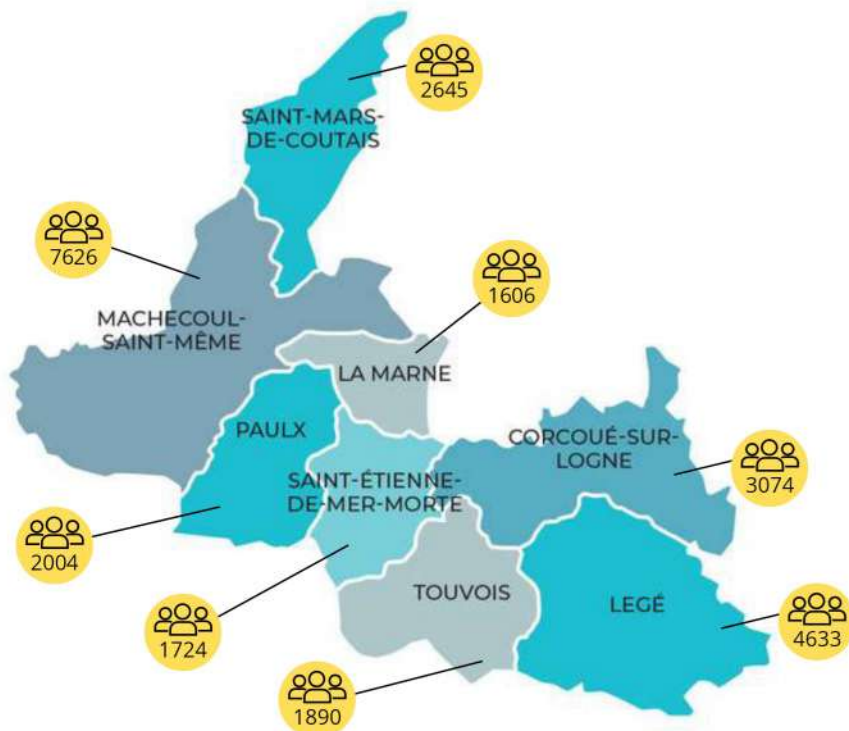 2645
SAINT-MARS-
DE-COUTAIS
7626
1606
MACHECOUL-
SAINT-MÊME
LA MARNE
PAULX
CORCOUÉ-SUR-
LOGNE
3074
SAINT-ÉTIENNE-
DE-MER-MORTE
2004
TOUVOIS
LEGÉ
1724
4633
1890